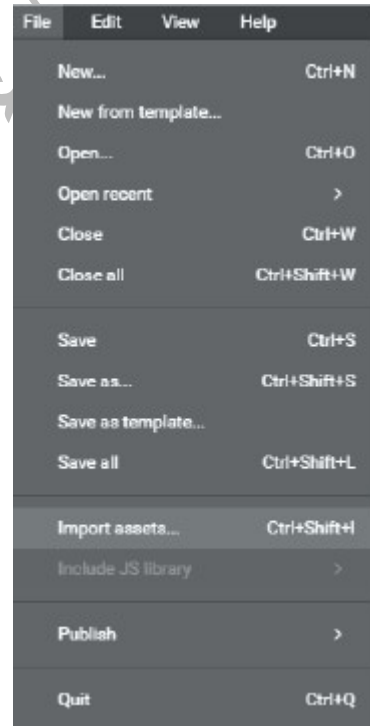 File Edit View Help
New... Ctrl+N
New from template...
Open... Ctrl+O
Open recent >
Close Ctrl+W
Close all Ctrl+Shift+W
Save Ctrl+S
Save as... Ctrl+Shift+S
Save as template...
Save all Ctrl+Shift+L
Import assets... Ctrl+Shift+I
Include JS library >
Publish >
Quit Ctrl+Q